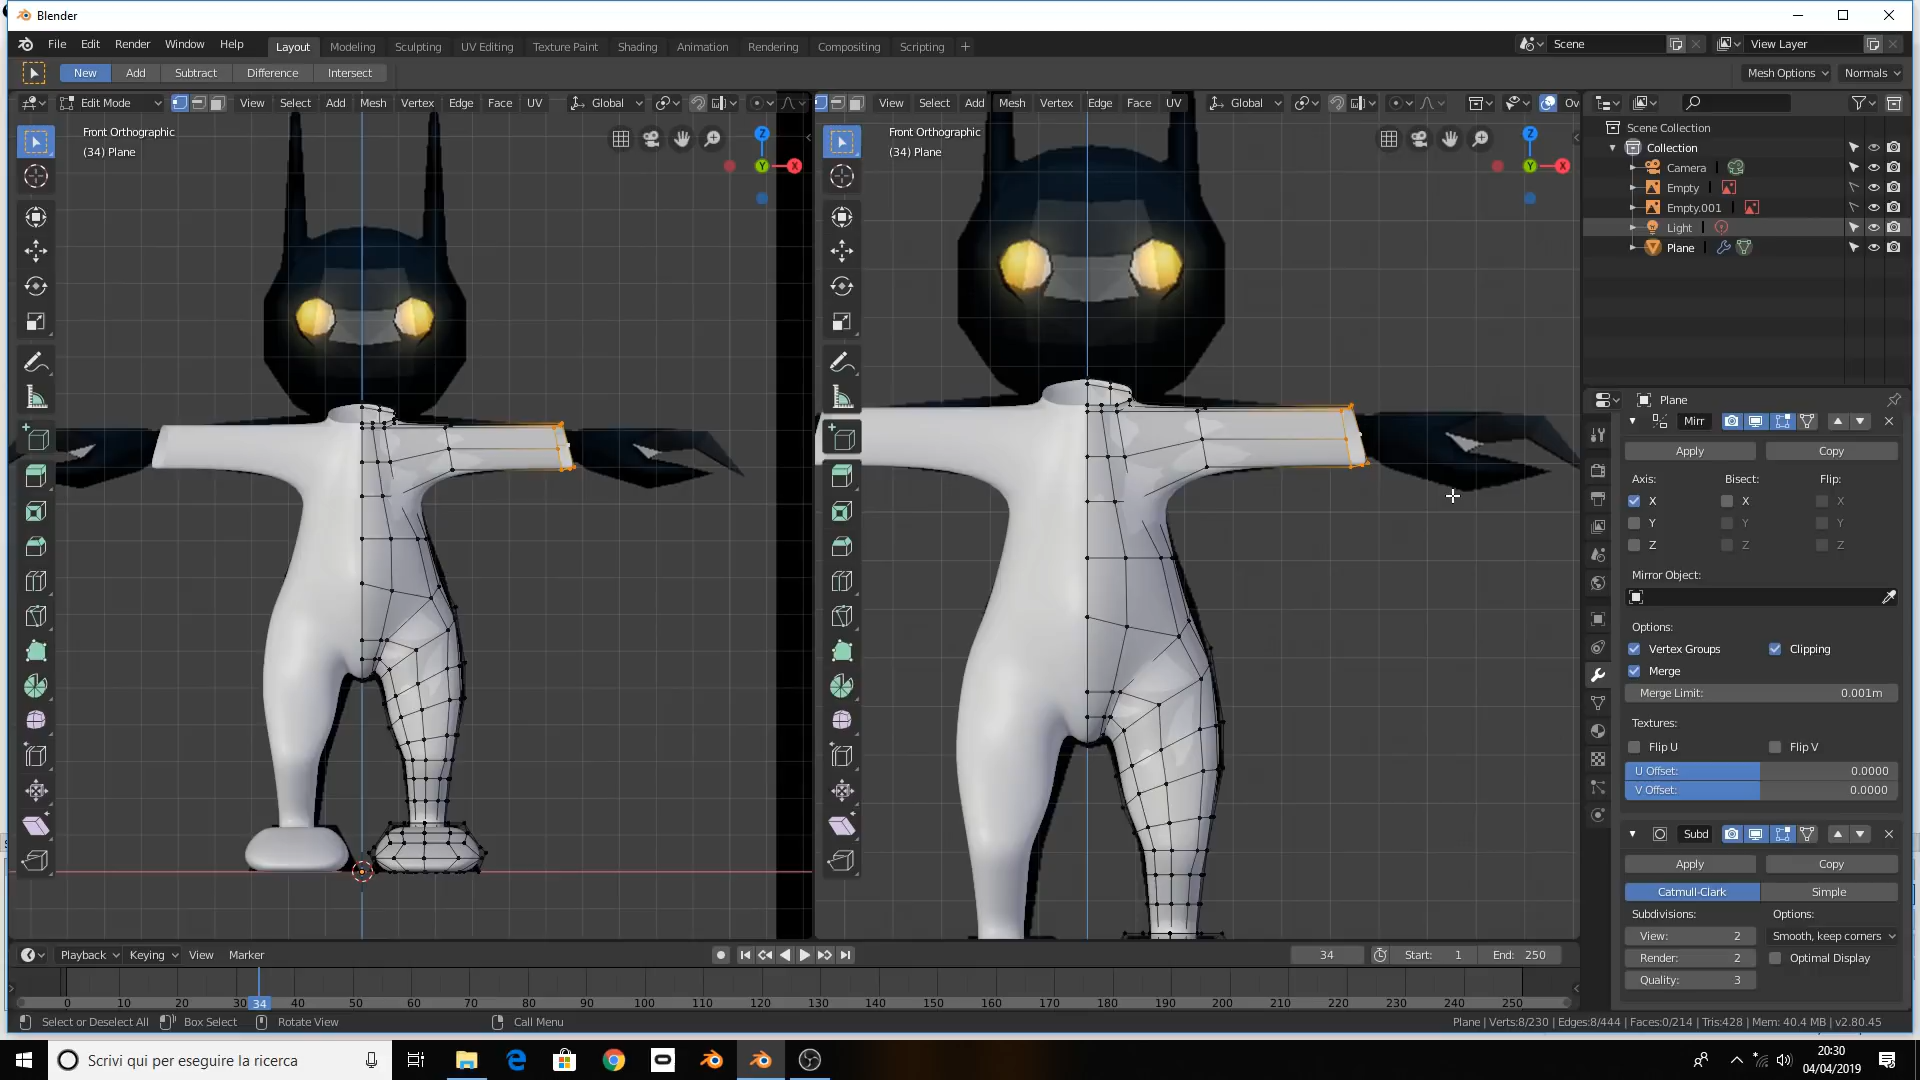 Blender
File Edit Render Window Help Layout Modeling Sculpting UV Editing Texture Paint Shading Animation Rendering Compositing Scripting + Scene View Layer
New Add Subtract Difference Intersect Mesh Options Normals
Edit Mode View Select Add Mesh Vertex Edge Face UV Global View Select Add Mesh Vertex Edge Face UV Global Ov
Front Orthographic
(34) Plane
Z
Y
X
Front Orthographic
(34) Plane
Z
Y
X
Scene Collection
Collection
Camera
Empty
Empty.001
Light
Plane
Plane
Mirr
Apply Copy
Axis: Bisect: Flip:
X X X
Y Y Y
Z Z Z
Mirror Object:
Options:
Vertex Groups Clipping
Merge
Merge Limit: 0.001m
Textures:
Flip U Flip V
U Offset: 0.0000
V Offset: 0.0000
Subd
Apply Copy
Catmull-Clark Simple
Subdivisions: Options:
View: 2 Smooth, keep corners
Render: 2 Optimal Display
Quality: 3
Playback Keying View Marker 34 Start: 1 End: 250
0 10 20 30 34 40 50 60 70 80 90 100 110 120 130 140 150 160 170 180 190 200 210 220 230 240 250
Select or Deselect All Box Select Rotate View Call Menu Plane | Verts:8/230 | Edges:8/444 | Faces:0/214 | Tris:428 | Mem: 40.4 MB | v2.80.45
Scrivi qui per eseguire la ricerca
20:30
04/04/2019